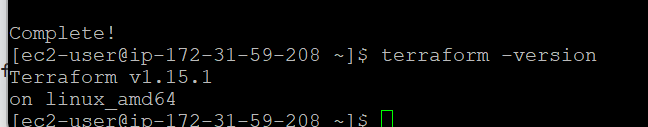 Complete!
[ec2-user@ip-172-31-59-208 ~]$ terraform -version
Terraform v1.15.1
on linux_amd64
[ec2-user@ip-172-31-59-208 ~]$